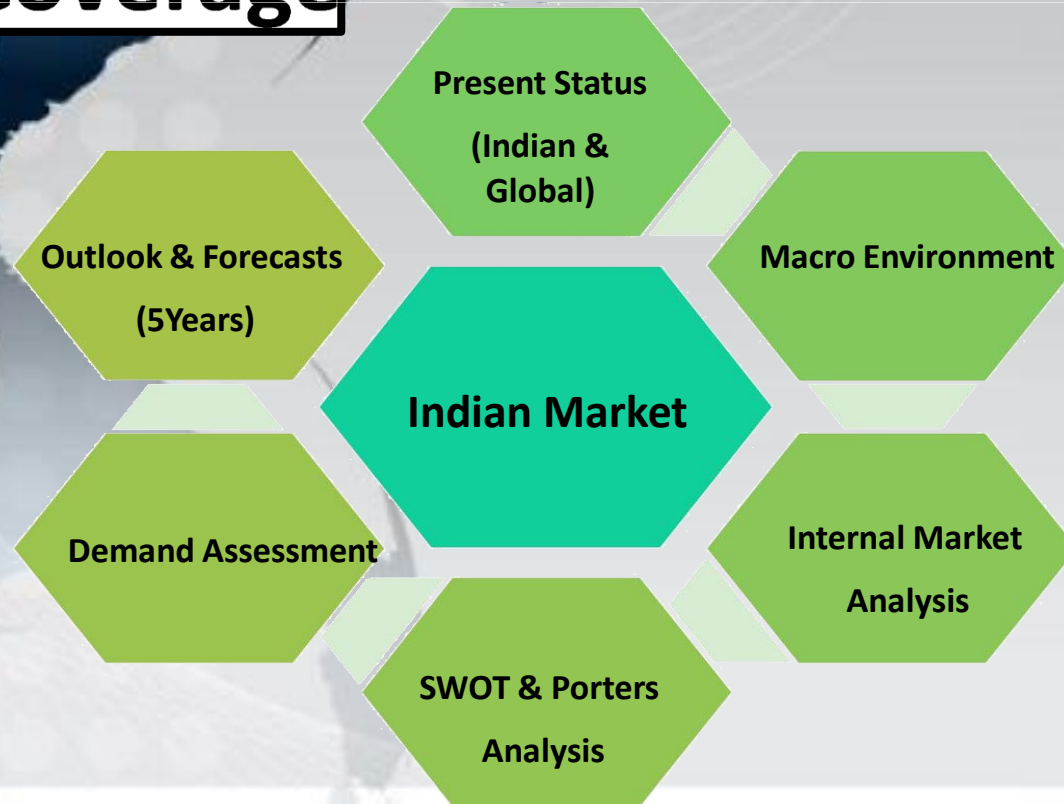 Coverage
Present Status
(Indian &
Global)
Macro Environment
Internal Market
Analysis
SWOT & Porters
Analysis
Demand Assessment
Outlook & Forecasts
(5Years)
Indian Market